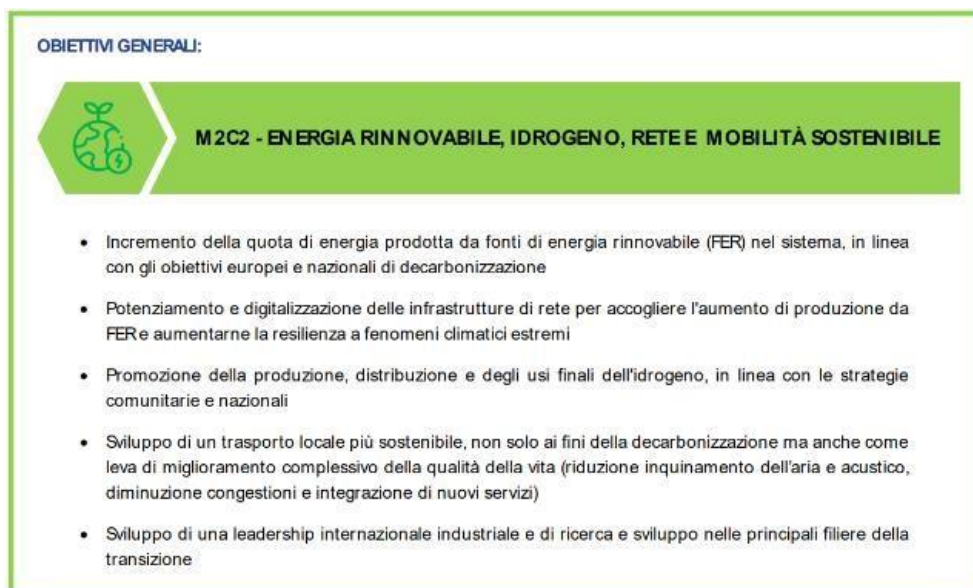 OBIETTIVI GENERALI:
M2C2 - ENERGIA RINNOVABILE, IDROGENO, RETE E MOBILITÀ SOSTENIBILE
• Incremento della quota di energia prodotta da fonti di energia rinnovabile (FER) nel sistema, in linea
con gli obiettivi europei e nazionali di decarbonizzazione
• Potenziamento e digitalizzazione delle infrastrutture di rete per accogliere l'aumento di produzione da
FER e aumentarne la resilienza a fenomeni climatici estremi
• Promozione della produzione, distribuzione e degli usi finali dell'idrogeno, in linea con le strategie
comunitarie e nazionali
• Sviluppo di un trasporto locale più sostenibile, non solo ai fini della decarbonizzazione ma anche come
leva di miglioramento complessivo della qualità della vita (riduzione inquinamento dell'aria e acustico,
diminuzione congestioni e integrazione di nuovi servizi)
• Sviluppo di una leadership internazionale industriale e di ricerca e sviluppo nelle principali filiere della
transizione